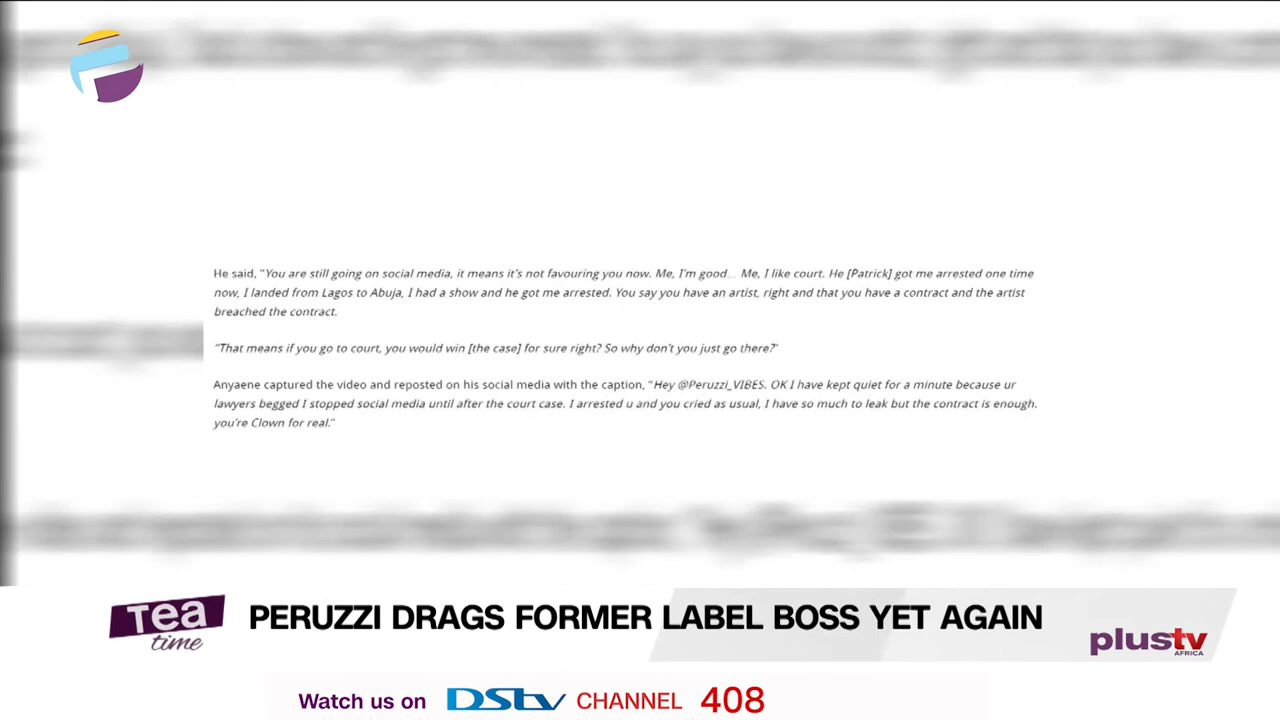 He said, "You are still going on social media, it means it's not favouring you now. Me, I'm good... Me, I like court. He [Patrick] got me arrested one time
now, I landed from Lagos to Abuja, I had a show and he got me arrested. You say you have an artist, right and that you have a contract and the artist
breached the contract.
"That means if you go to court, you would win [the case] for sure right? So why don't you just go there?"
Anyaene captured the video and reposted on his social media with the caption, "Hey @Peruzzi_VIBES. OK I have kept quiet for a minute because ur
lawyers begged I stopped social media until after the court case. I arrested u and you cried as usual, I have so much to leak but the contract is enough.
you're Clown for real."
Tea
time
PERUZZI DRAGS FORMER LABEL BOSS YET AGAIN
plustv
AFRICA
Watch us on DStv CHANNEL 408